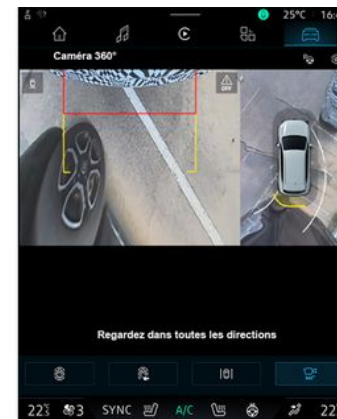 25°C 16:
Caméra 360°
OFF
Regardez dans toutes les directions
22 3 SYNC A/C 22